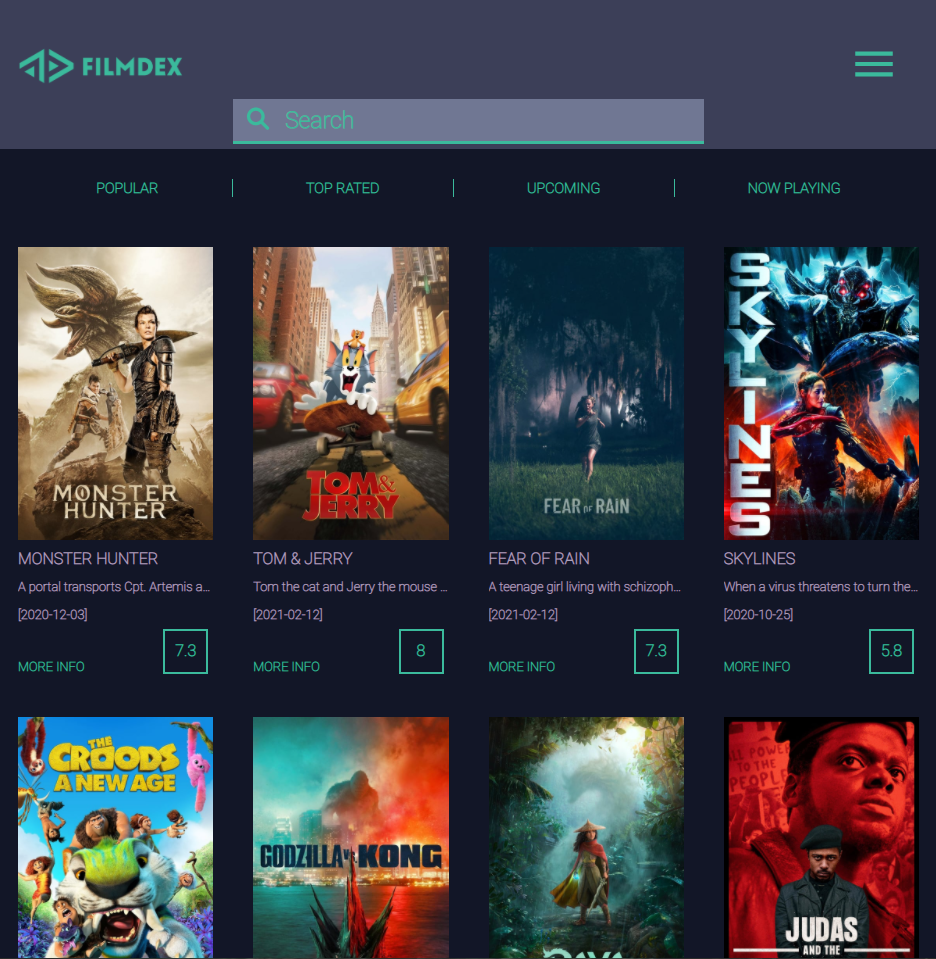 FILMDEX
Search
POPULAR
TOP RATED
UPCOMING
NOW PLAYING
MONSTER
HUNTER
TOM &
JERRY
FEAR OF RAIN
SKYLINES
MONSTER HUNTER
TOM & JERRY
FEAR OF RAIN
SKYLINES
A portal transports Cpt. Artemis a...
Tom the cat and Jerry the mouse ...
A teenage girl living with schizoph...
When a virus threatens to turn the...
[2020-12-03]
[2021-02-12]
[2021-02-12]
[2020-10-25]
MORE INFO
7.3
MORE INFO
8
MORE INFO
7.3
MORE INFO
5.8
THE
CROODS
A NEW AGE
GODZILLA VS KONG
ALL POWER
TO THE
PEOPLE
JUDAS
AND THE